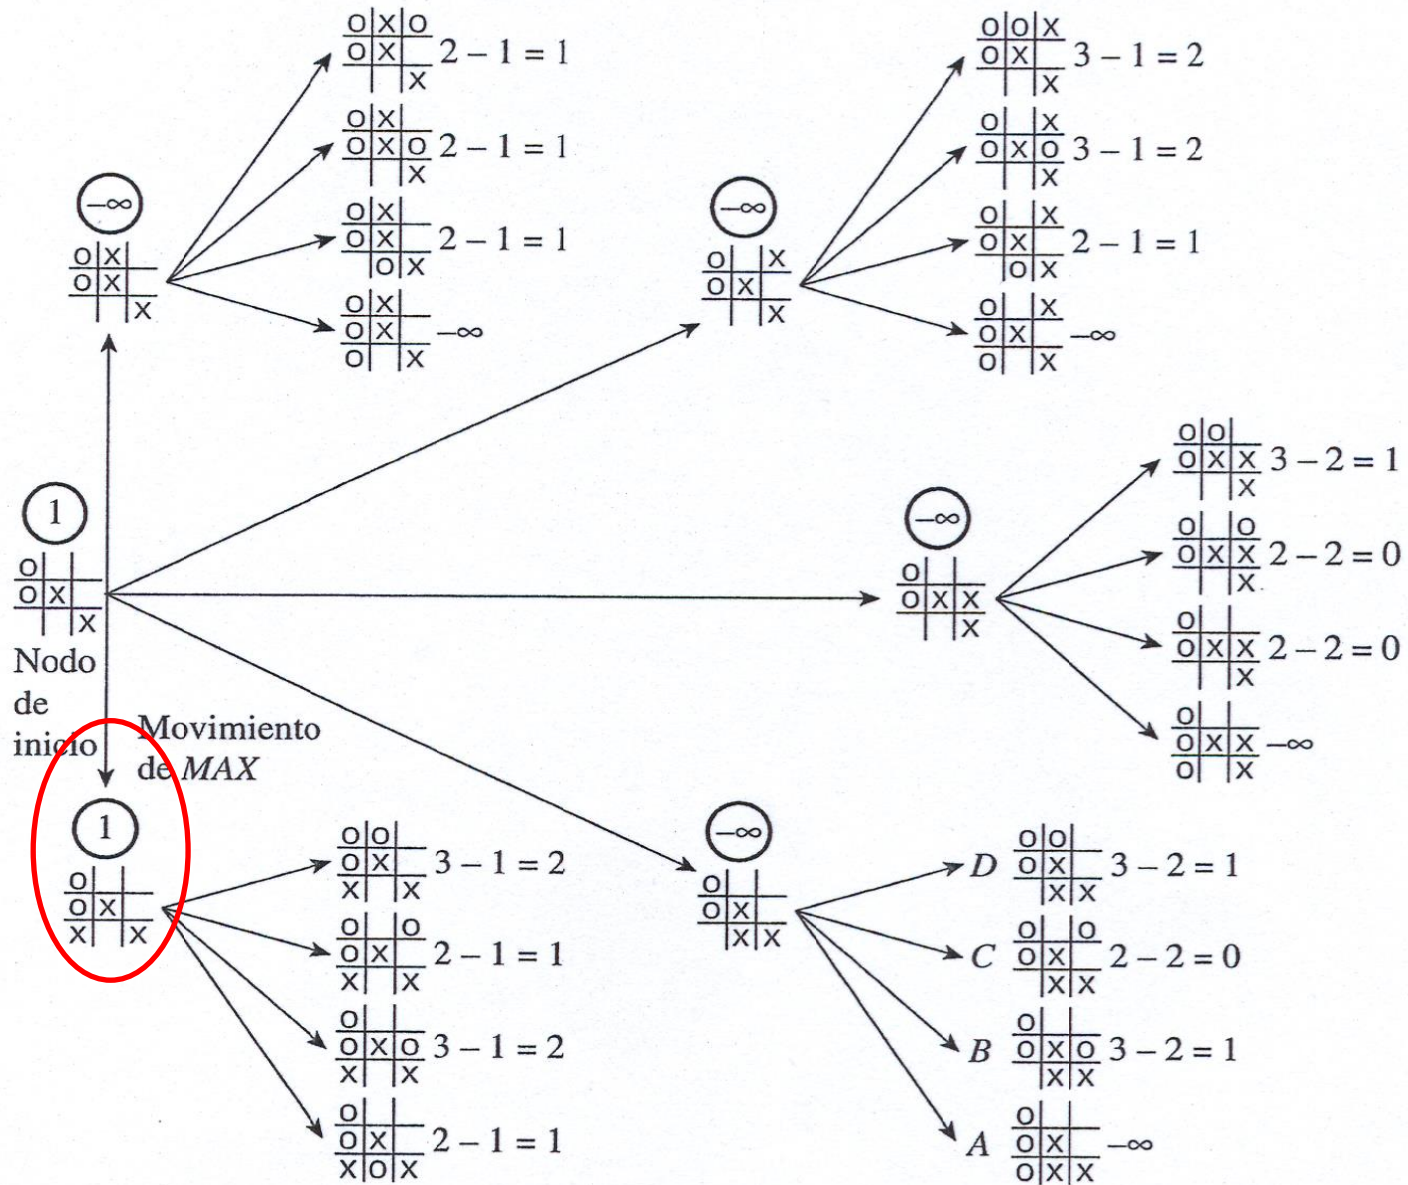 O X O
O X 2 – 1 = 1
X
O X
O X O 2 – 1 = 1
X
O X
O X 2 – 1 = 1
O X
O X
O X –∞
O X
–∞
O X
O X
X
O O X
O X 3 – 1 = 2
X
O X
O X O 3 – 1 = 2
X
O X
O X 2 – 1 = 1
O X
O X
O X –∞
O X
–∞
O X
O X
X
1
O
O X
X
Nodo
de
inicio
Movimiento
de MAX
–∞
O
O X X
X
O O
O X X 3 – 2 = 1
X
O O
O X X 2 – 2 = 0
X
O
O X X 2 – 2 = 0
X
O
O X X –∞
O X
1
O
O X
X X
O O
O X 3 – 1 = 2
X X
O O
O X 2 – 1 = 1
X X
O
O X O 3 – 1 = 2
X X
O
O X 2 – 1 = 1
X O X
–∞
O
O X
X X
O O
D O X 3 – 2 = 1
X X
O O
C O X 2 – 2 = 0
X X
O
B O X O 3 – 2 = 1
X X
O
A O X –∞
O X X